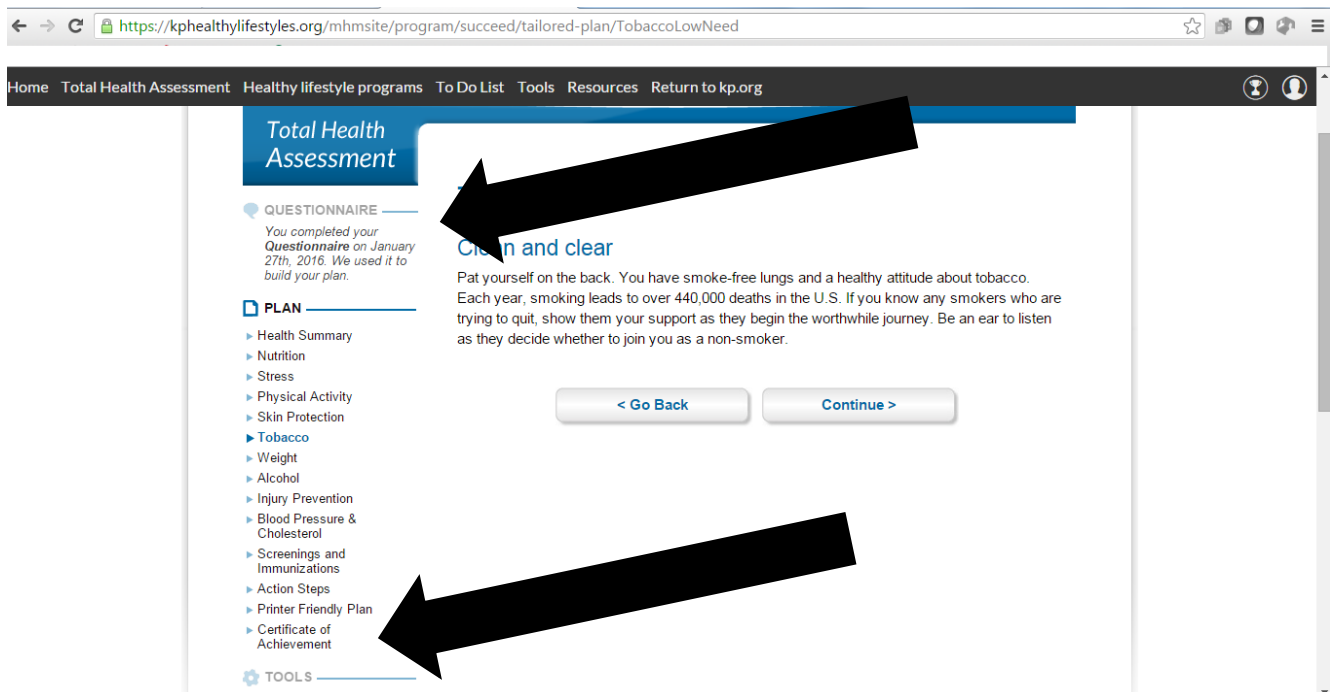 https://kphealthylifestyles.org/mhmsite/program/succeed/tailored-plan/TobaccoLowNeed
Home Total Health Assessment Healthy lifestyle programs To Do List Tools Resources Return to kp.org
Total Health
Assessment
QUESTIONNAIRE
You completed your
Questionnaire on January
27th, 2016. We used it to
build your plan.
PLAN
Health Summary
Nutrition
Stress
Physical Activity
Skin Protection
Tobacco
Weight
Alcohol
Injury Prevention
Blood Pressure &
Cholesterol
Screenings and
Immunizations
Action Steps
Printer Friendly Plan
Certificate of
Achievement
TOOLS
Clean and clear
Pat yourself on the back. You have smoke-free lungs and a healthy attitude about tobacco.
Each year, smoking leads to over 440,000 deaths in the U.S. If you know any smokers who are
trying to quit, show them your support as they begin the worthwhile journey. Be an ear to listen
as they decide whether to join you as a non-smoker.
< Go Back
Continue >